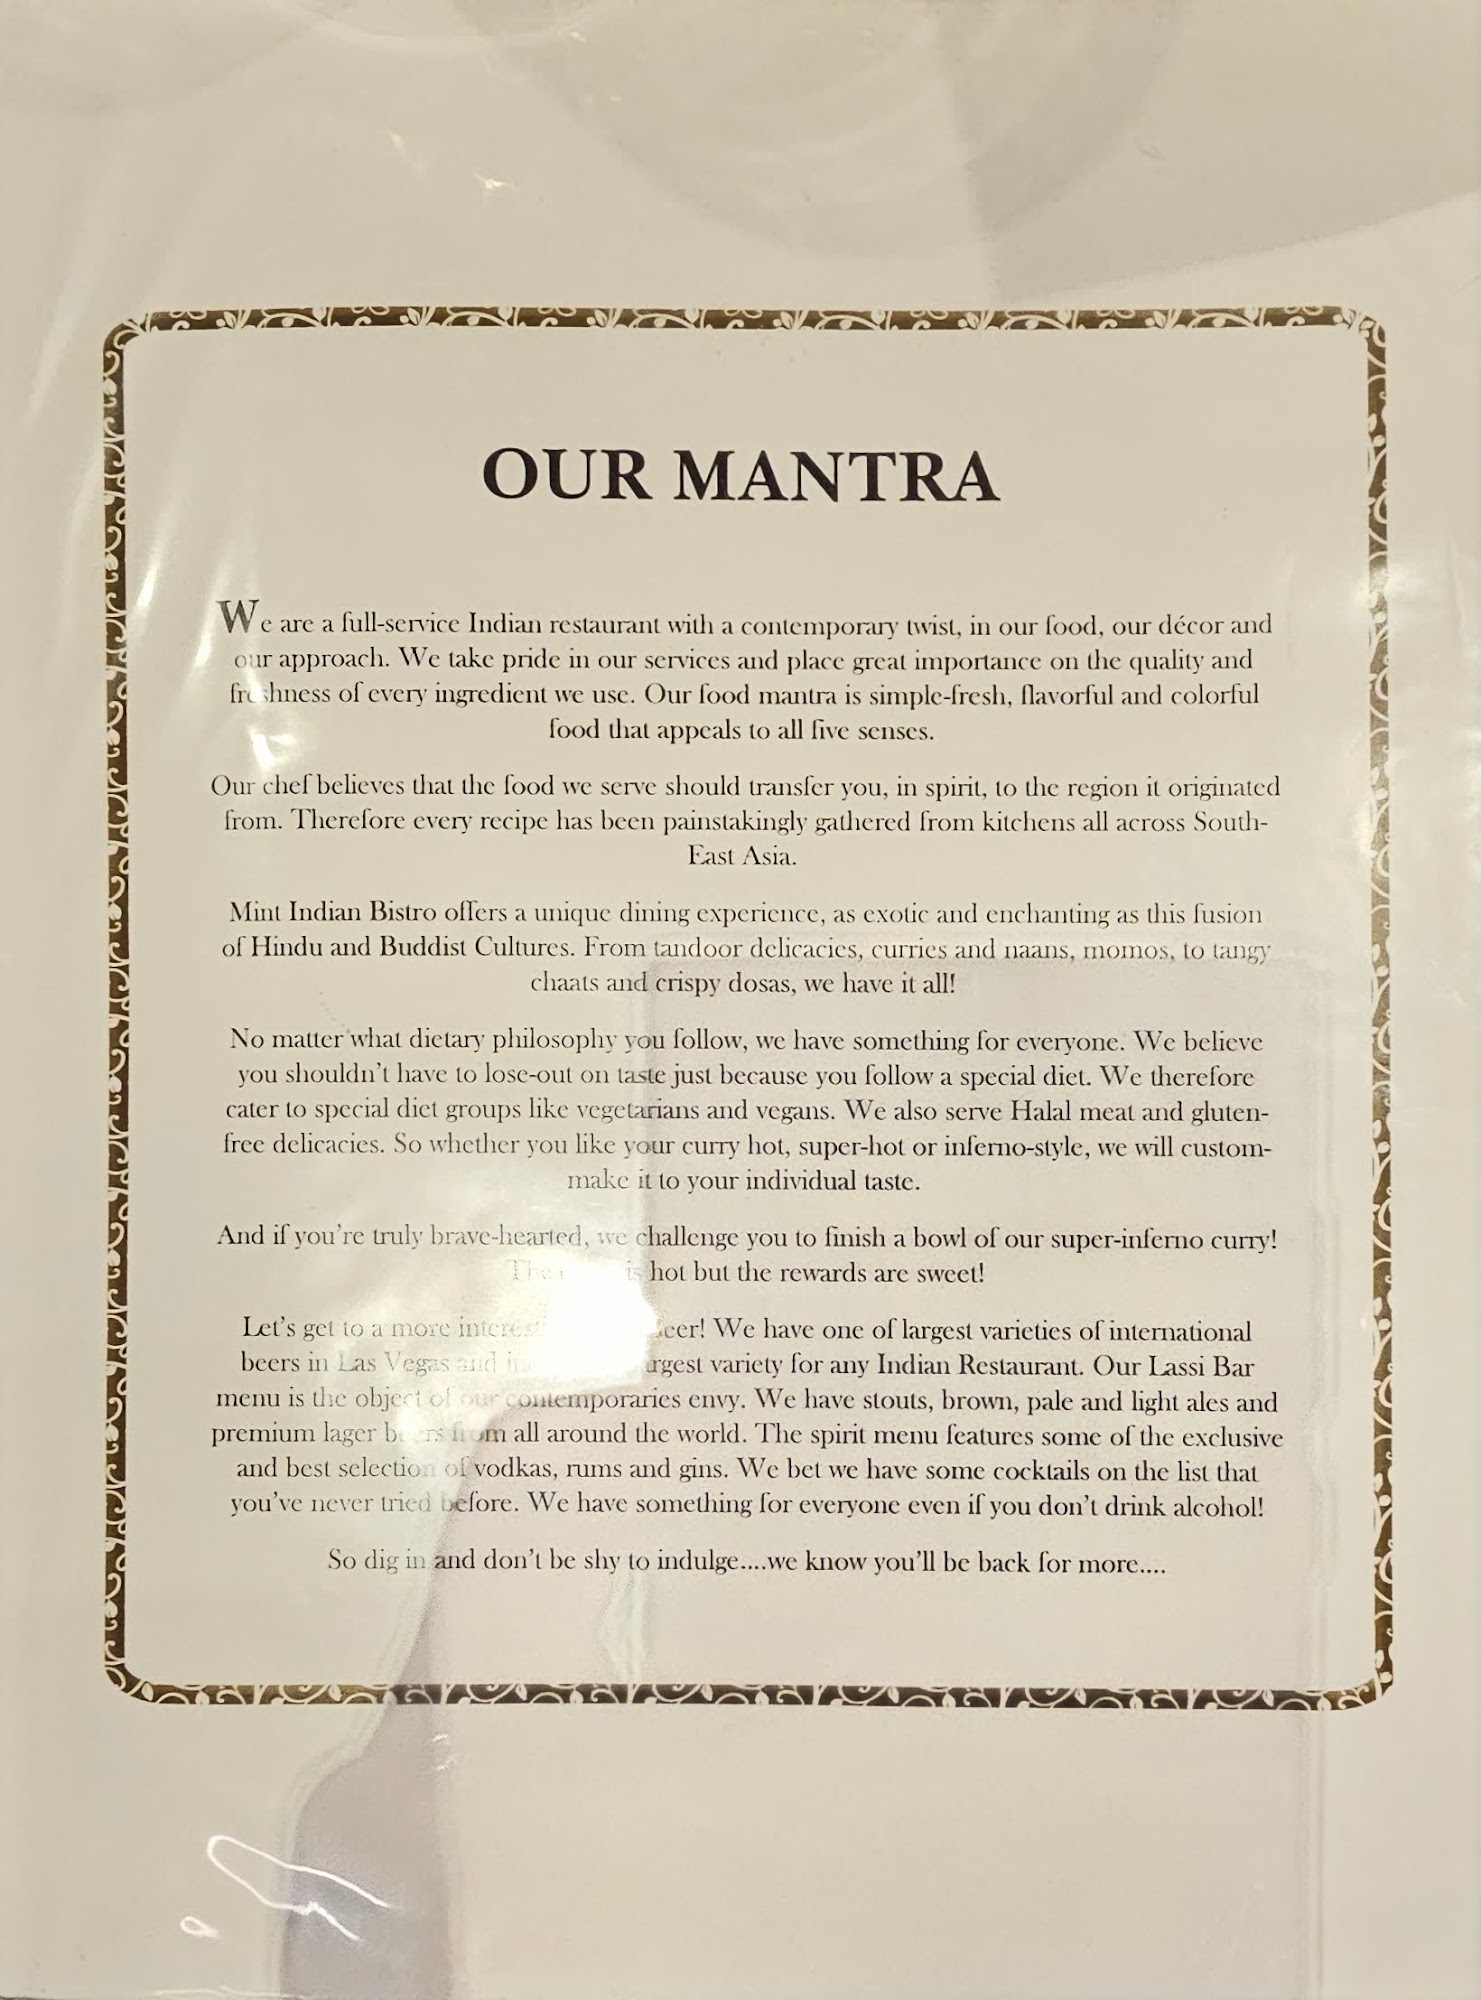 OUR MANTRA
We are a full-service Indian restaurant with a contemporary twist, in our food, our décor and
our approach. We take pride in our services and place great importance on the quality and
freshness of every ingredient we use. Our food mantra is simple-fresh, flavorful and colorful
food that appeals to all five senses.
Our chef believes that the food we serve should transfer you, in spirit, to the region it originated
from. Therefore every recipe has been painstakingly gathered from kitchens all across South-
East Asia.
Mint Indian Bistro offers a unique dining experience, as exotic and enchanting as this fusion
of Hindu and Buddist Cultures. From tandoor delicacies, curries and naans, momos, to tangy
chaats and crispy dosas, we have it all!
No matter what dietary philosophy you follow, we have something for everyone. We believe
you shouldn't have to lose-out on taste just because you follow a special diet. We therefore
cater to special diet groups like vegetarians and vegans. We also serve Halal meat and gluten-
free delicacies. So whether you like your curry hot, super-hot or inferno-style, we will custom-
make it to your individual taste.
And if you're truly brave-hearted, we challenge you to finish a bowl of our super-inferno curry!
The is hot but the rewards are sweet!
Let's get to a more Beer! We have one of largest varieties of international
beers in Las Vegas and largest variety for any Indian Restaurant. Our Lassi Bar
menu is the object of our contemporaries envy. We have stouts, brown, pale and light ales and
premium lager beers from all around the world. The spirit menu features some of the exclusive
and best selection of vodkas, rums and gins. We bet we have some cocktails on the list that
you've never tried before. We have something for everyone even if you don't drink alcohol!
So dig in and don't be shy to indulge....we know you'll be back for more....